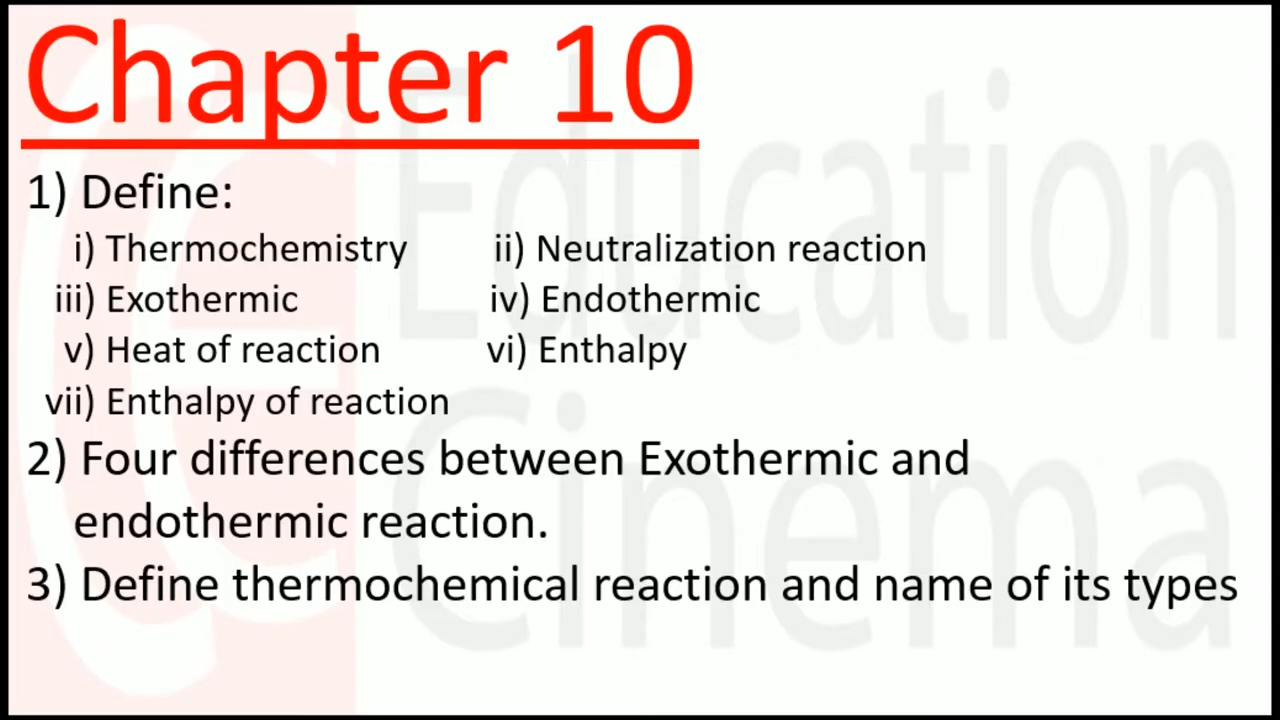 Chapter 10
1) Define:
i) Thermochemistry ii) Neutralization reaction
iii) Exothermic iv) Endothermic
v) Heat of reaction vi) Enthalpy
vii) Enthalpy of reaction
2) Four differences between Exothermic and
endothermic reaction.
3) Define thermochemical reaction and name of its types
Education
Cinema